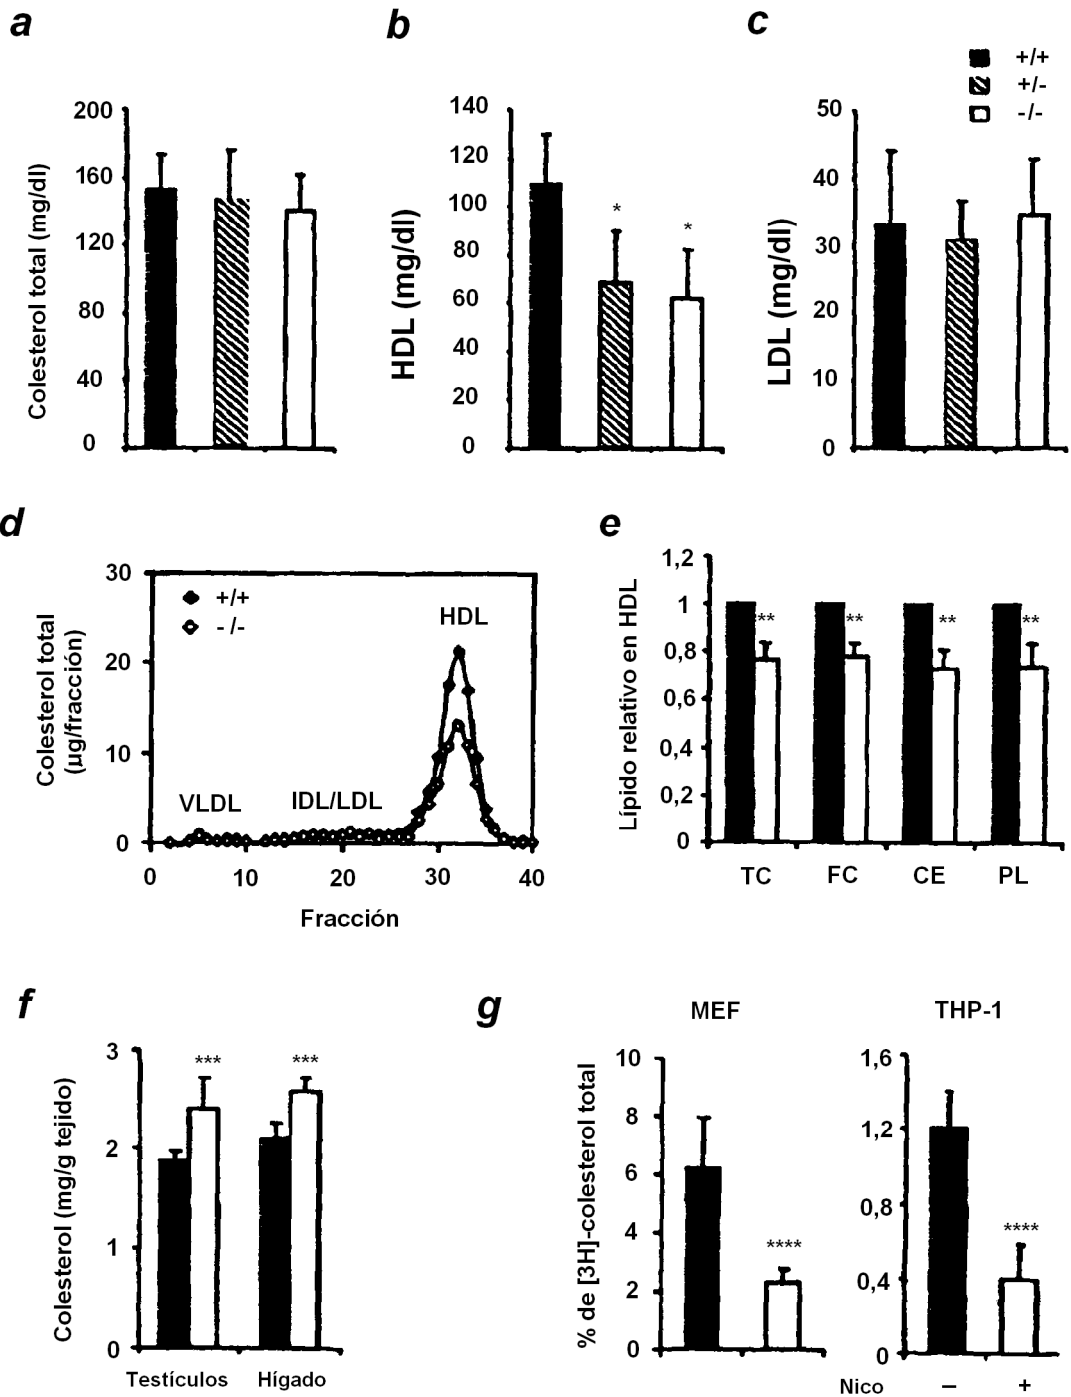 a
b
c
+/+
+/-
-/-
Colesterol total (mg/dl)
200
160
120
80
40
0
HDL (mg/dl)
140
120
100
80
60
40
20
0
*
*
LDL (mg/dl)
50
40
30
20
10
0
d
Colesterol total
(µg/fracción)
30
20
10
0
+/+
-/-
HDL
VLDL
IDL/LDL
0
10
20
30
40
Fracción
e
Lípido relativo en HDL
1,2
1
0,8
0,6
0,4
0,2
0
**
**
**
**
TC
FC
CE
PL
f
Colesterol (mg/g tejido)
3
2
1
0
***
***
Testículos
Hígado
g
MEF
THP-1
% de [3H]-colesterol total
10
8
6
4
2
0
****
1,6
1,2
0,8
0,4
0
****
Nico
–
+